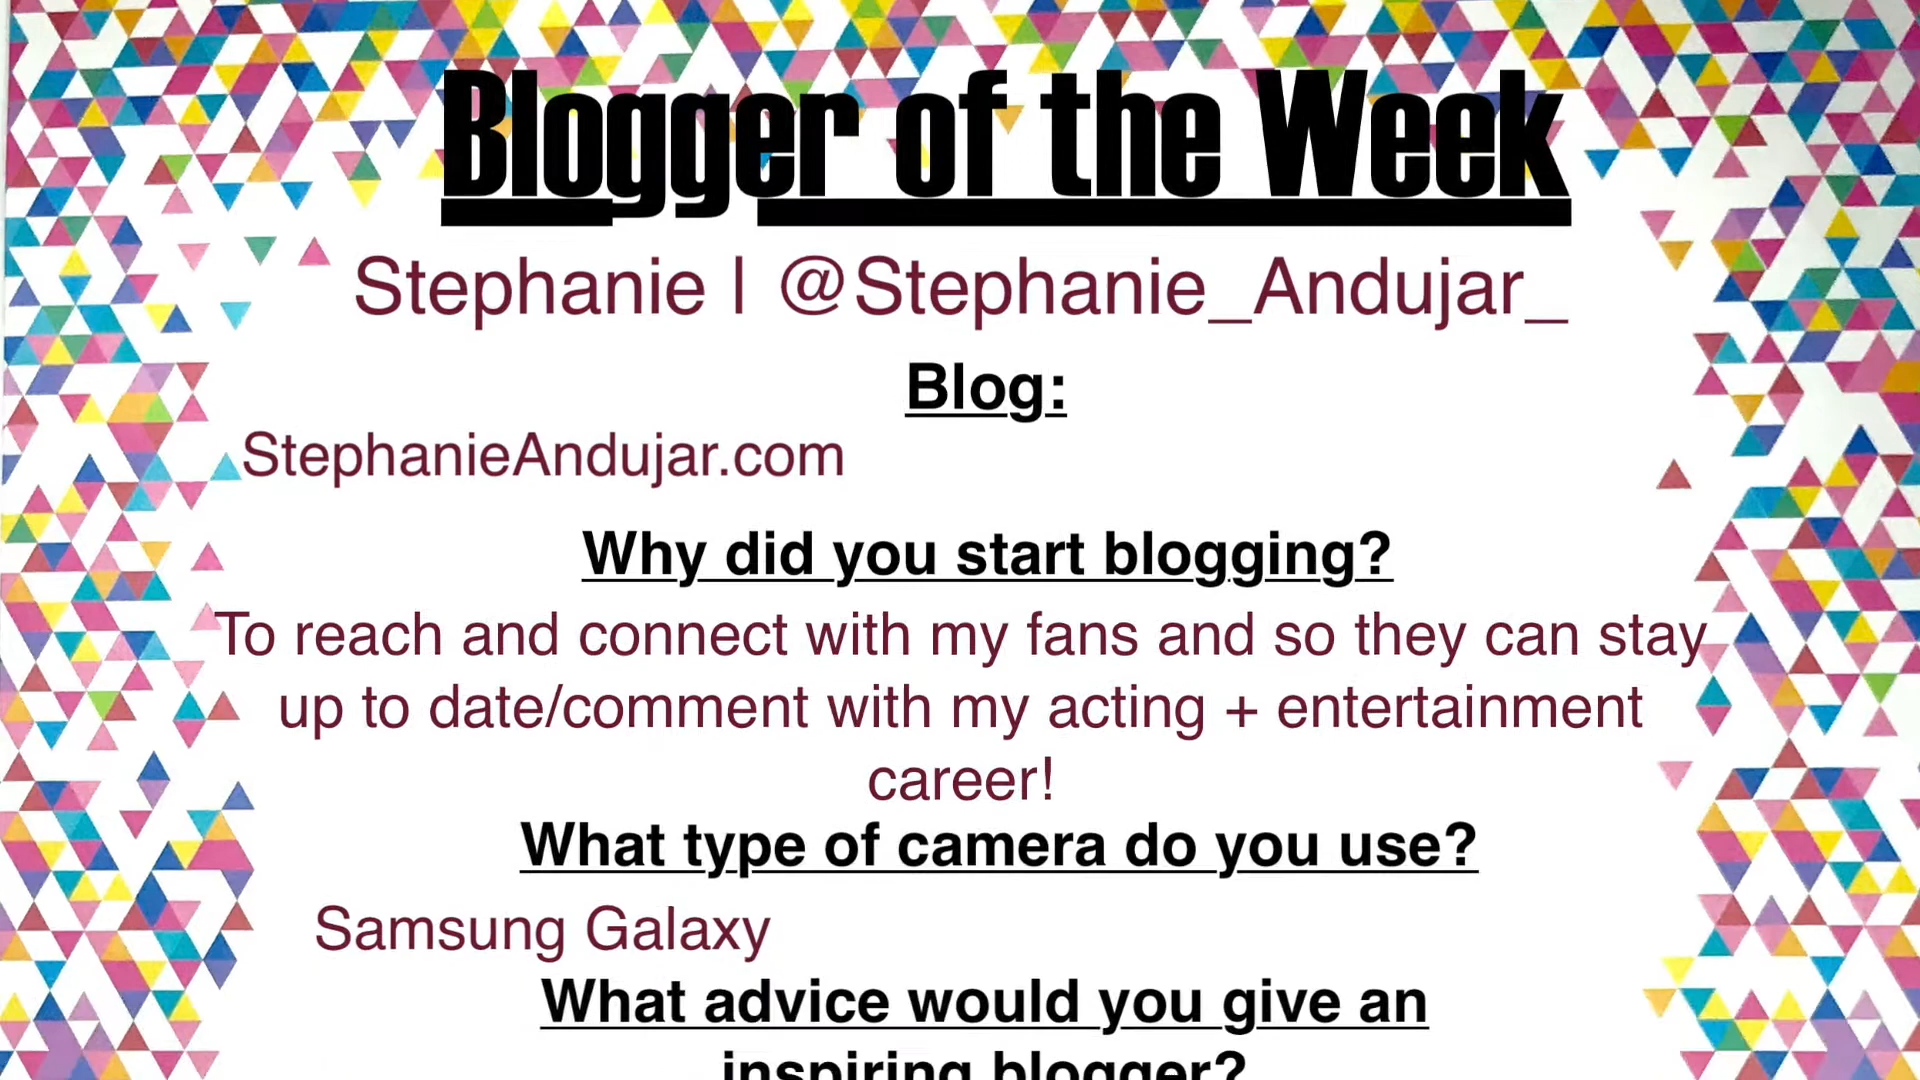 Blogger of the Week
Stephanie | @Stephanie_Andujar_
Blog:
StephanieAndujar.com
Why did you start blogging?
To reach and connect with my fans and so they can stay
up to date/comment with my acting + entertainment
career!
What type of camera do you use?
Samsung Galaxy
What advice would you give an
inspiring blogger?